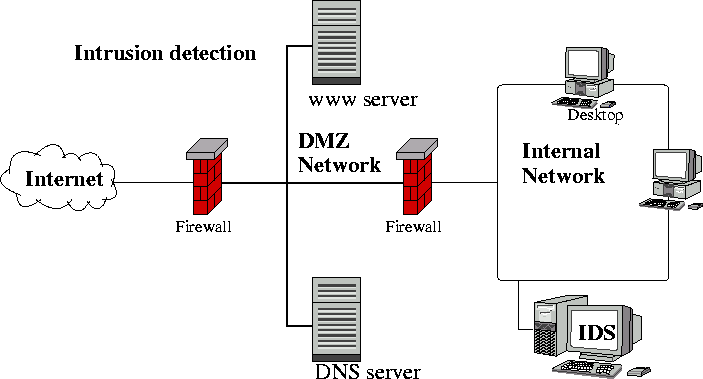 Intrusion detection
www server
Desktop
DMZ
Network
Internal
Network
Internet
Firewall
Firewall
IDS
DNS server